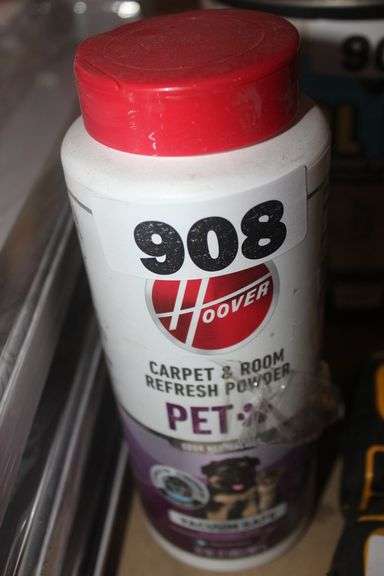 908
HOOVER
CARPET & ROOM
REFRESH POWDER
PET
VACUUM SAFE